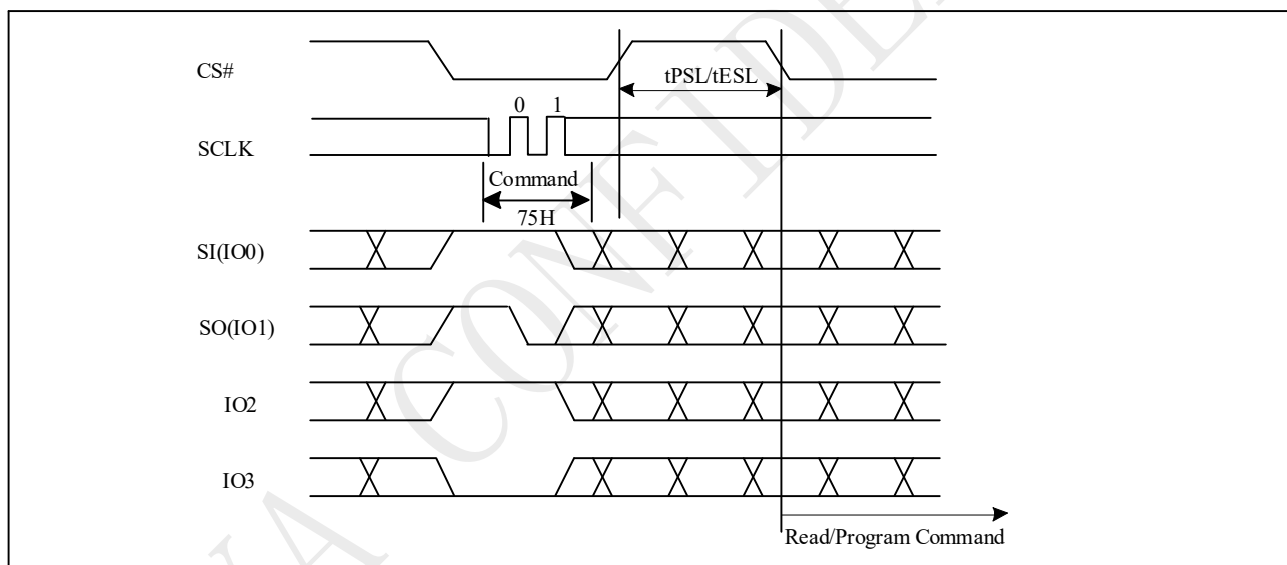 CS#
tPSL/tESL
0 1
SCLK
Command
75H
SI(IO0)
SO(IO1)
IO2
IO3
Read/Program Command